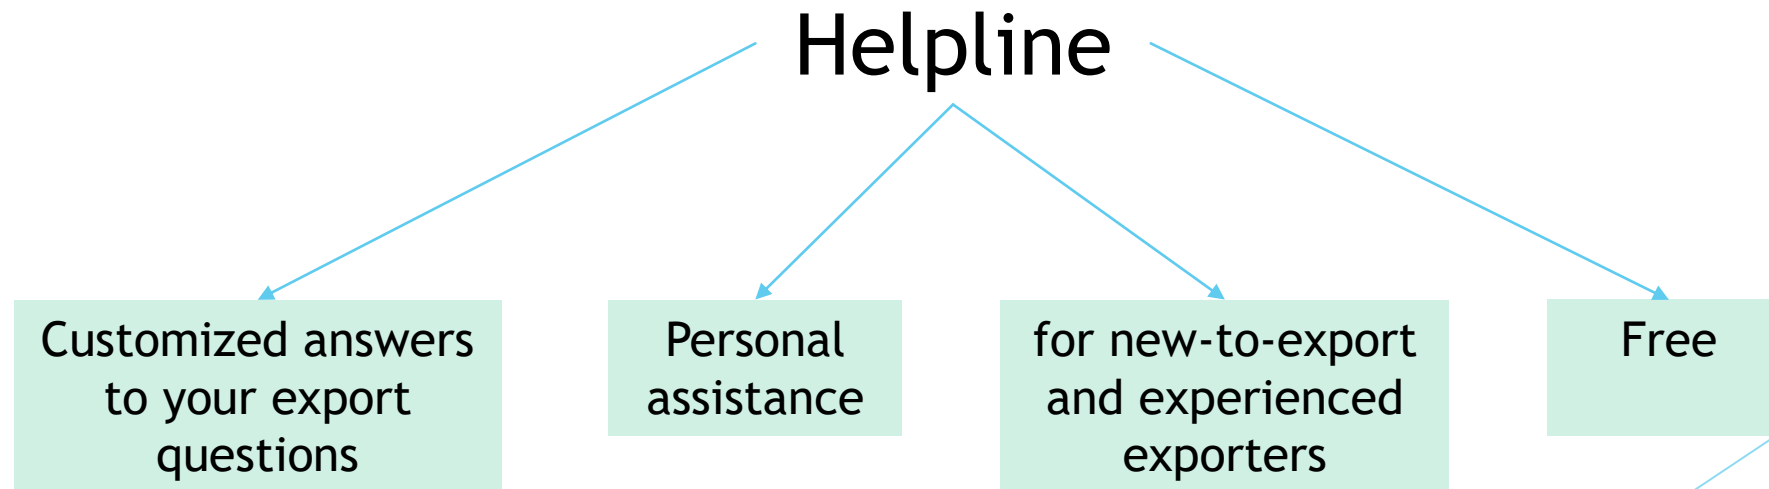 Helpline
Customized answers
to your export
questions
Personal
assistance
for new-to-export
and experienced
exporters
Free